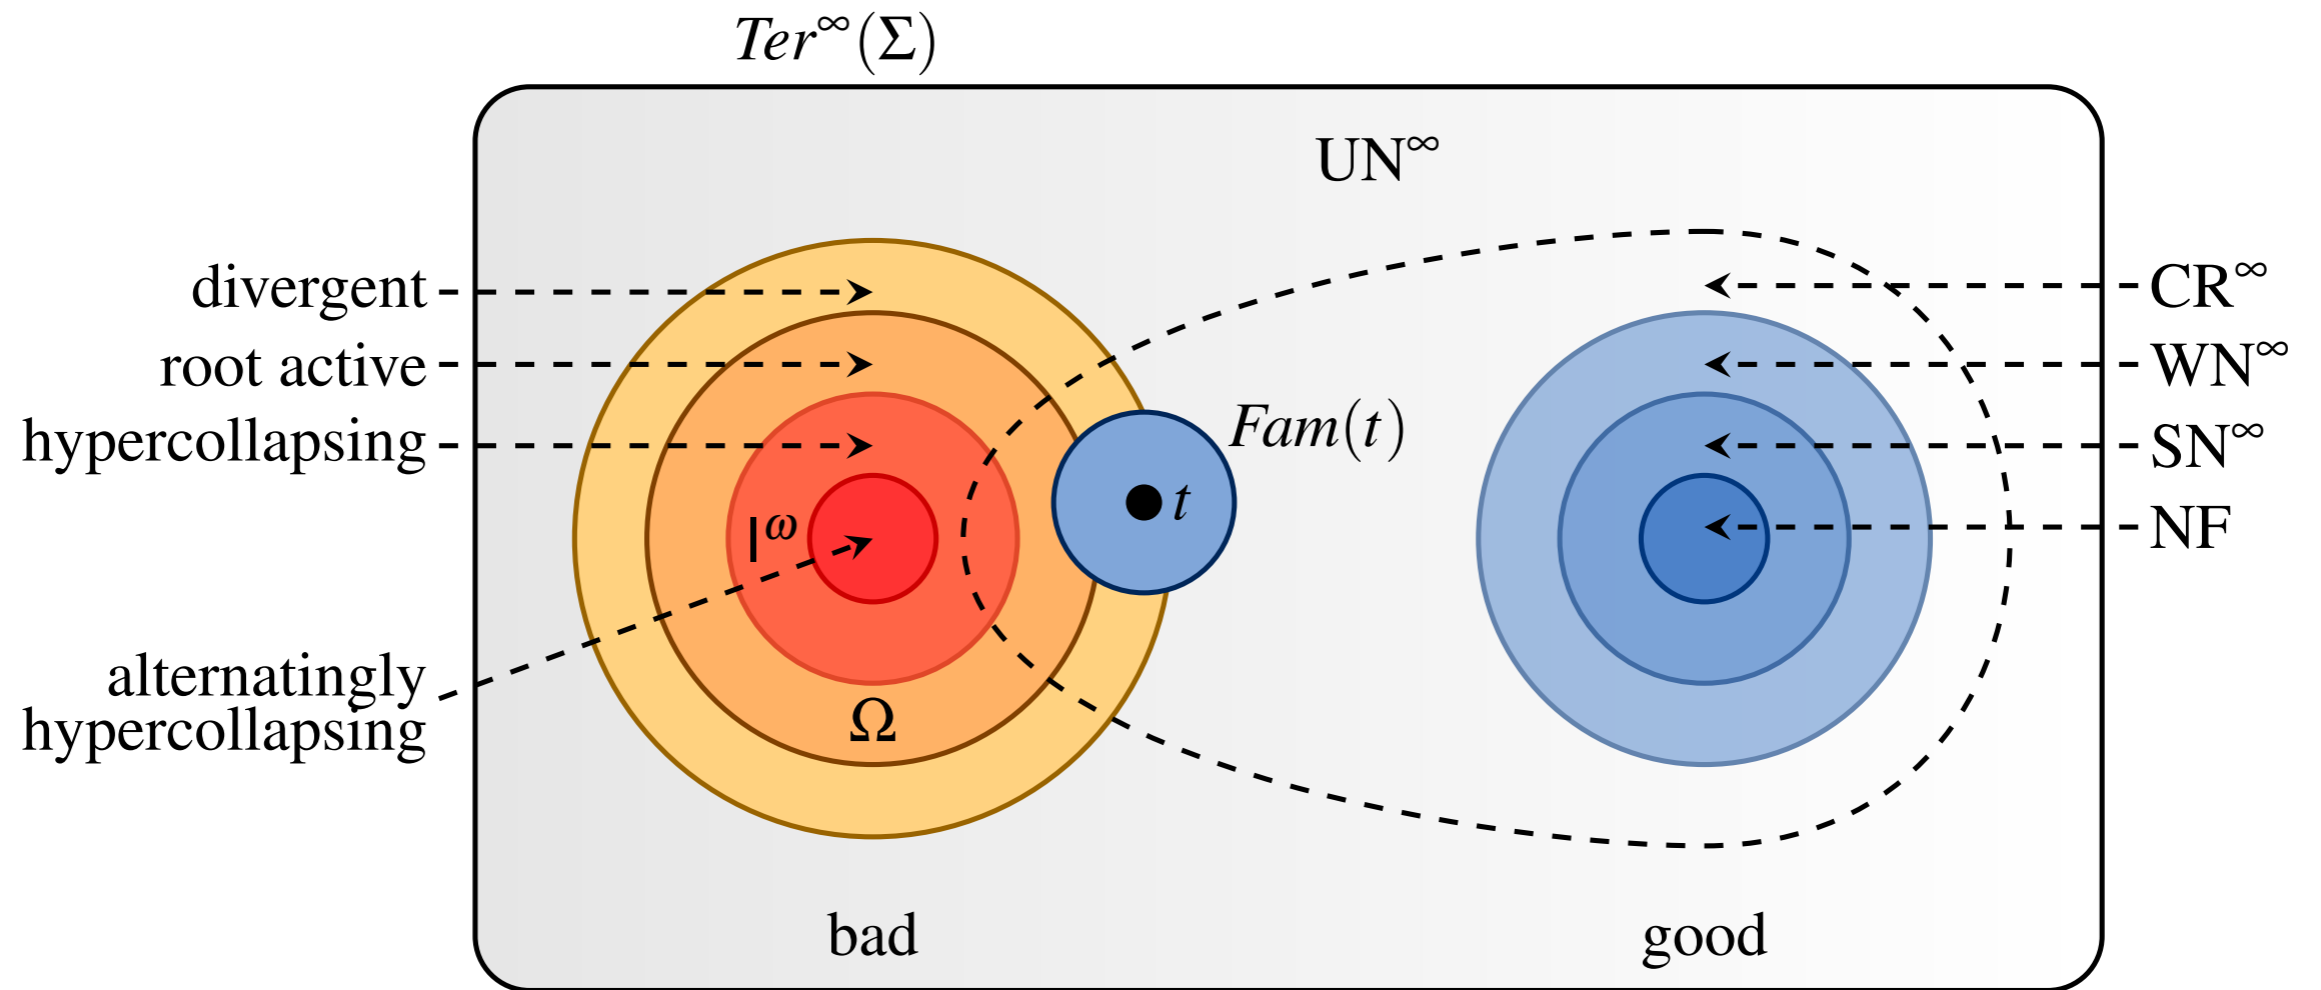 Ter^∞(Σ)
UN^∞
divergent
CR^∞
root active
WN^∞
Fam(t)
hypercollapsing
SN^∞
t
I^ω
NF
alternatingly
hypercollapsing
Ω
bad
good